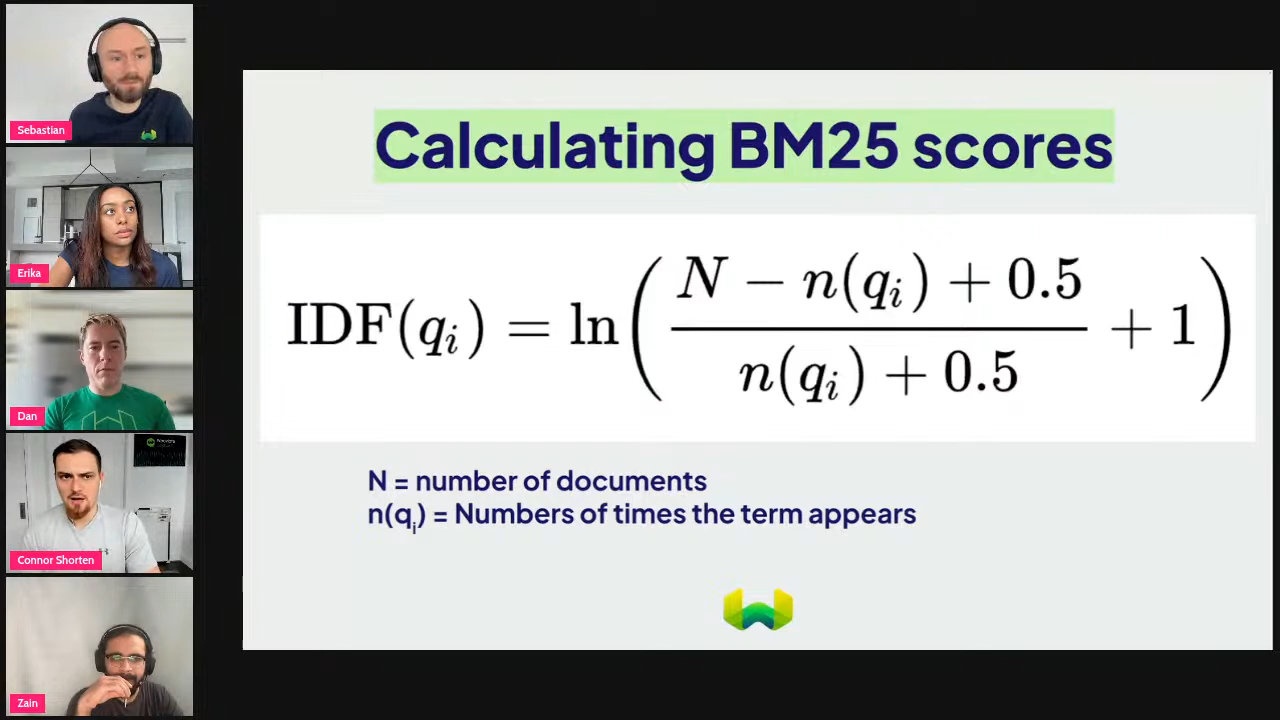 Sebastian
Erika
Dan
Connor Shorten
Zain
Calculating BM25 scores
IDF(qᵢ) = ln( (N − n(qᵢ) + 0.5) / (n(qᵢ) + 0.5) + 1 )
N = number of documents
n(qᵢ) = Numbers of times the term appears